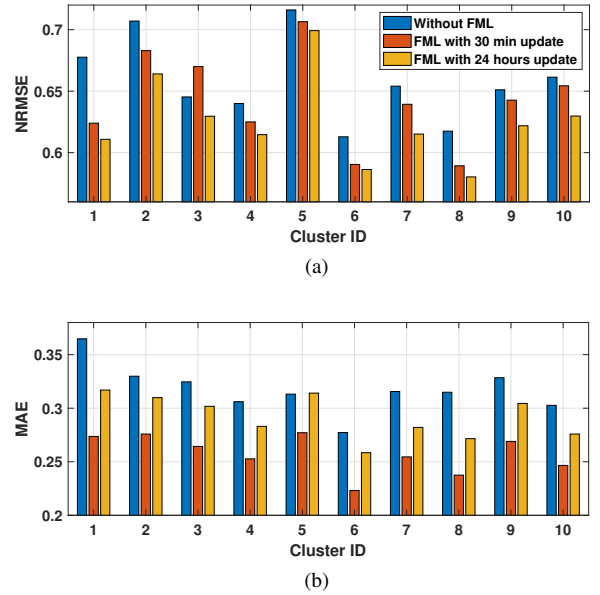 NRMSE
0.7
0.65
0.6
Without FML
FML with 30 min update
FML with 24 hours update
1 2 3 4 5 6 7 8 9 10
Cluster ID
(a)
MAE
0.35
0.3
0.25
0.2
1 2 3 4 5 6 7 8 9 10
Cluster ID
(b)